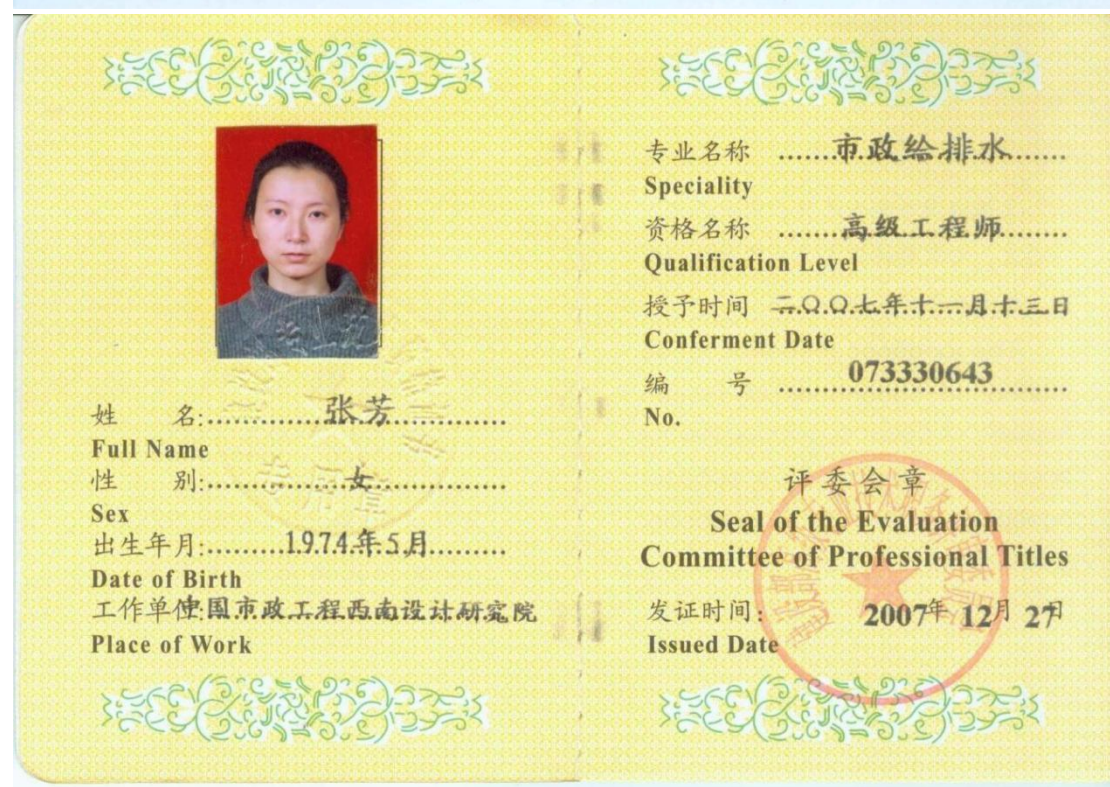 姓 名:张芳
Full Name
性 别:女
Sex
出生年月:1974年5月
Date of Birth
工作单位:中国市政工程西南设计研究院
Place of Work
专用章
专业名称 市政给排水
Speciality
资格名称 高级工程师
Qualification Level
授予时间 二〇〇七年十一月十三日
Conferment Date
编 号 073330643
No.
评委会章
Seal of the Evaluation
Committee of Professional Titles
发证时间: 2007年 12月 27日
Issued Date